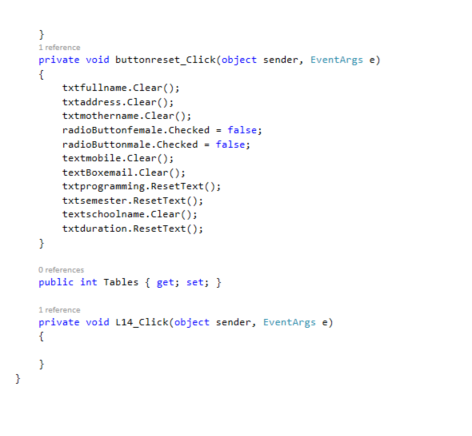 }
1 reference
private void buttonreset_Click(object sender, EventArgs e)
{
txtfullname.Clear();
txtaddress.Clear();
txtmothername.Clear();
radioButtonfemale.Checked = false;
radioButtonmale.Checked = false;
textmobile.Clear();
textBoxemail.Clear();
txtprogramming.ResetText();
txtsemester.ResetText();
textschoolname.Clear();
txtduration.ResetText();
}
0 references
public int Tables { get; set; }
1 reference
private void L14_Click(object sender, EventArgs e)
{
}
}